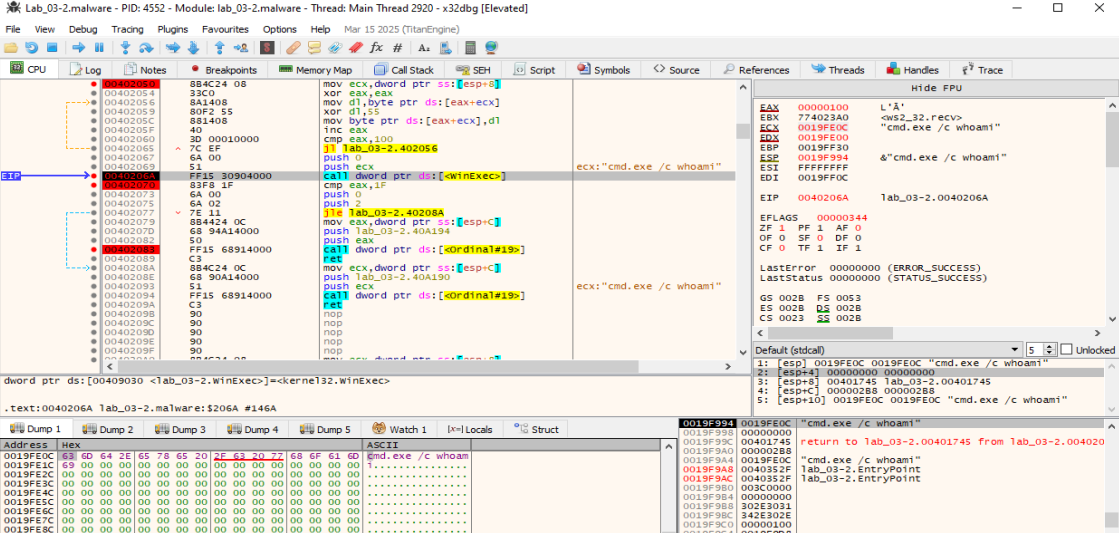 Lab_03-2.malware - PID: 4552 - Module: lab_03-2.malware - Thread: Main Thread 2920 - x32dbg [Elevated]
File View Debug Tracing Plugins Favourites Options Help Mar 15 2025 (TitanEngine)
CPU Log Notes Breakpoints Memory Map Call Stack SEH Script Symbols Source References Threads Handles Trace
00402050 8B4C24 08 mov ecx,dword ptr ss:[esp+8]
00402054 33C0 xor eax,eax
00402056 8A1408 mov dl,byte ptr ds:[eax+ecx]
00402059 80F2 55 xor dl,55
0040205C 881408 mov byte ptr ds:[eax+ecx],dl
0040205F 40 inc eax
00402060 3D 00010000 cmp eax,100
00402065 7C EF jl lab_03-2.402056
00402067 6A 00 push 0
00402069 51 push ecx ecx:"cmd.exe /c whoami"
EIP 0040206A FF15 30904000 call dword ptr ds:[<WinExec>]
00402070 83F8 1F cmp eax,1F
00402073 6A 00 push 0
00402075 6A 02 push 2
00402077 7E 11 jle lab_03-2.40208A
00402079 8B4424 0C mov eax,dword ptr ss:[esp+C]
0040207D 68 94A14000 push lab_03-2.40A194
00402082 50 push eax
00402083 FF15 68914000 call dword ptr ds:[<Ordinal#19>]
00402089 C3 ret
0040208A 8B4C24 0C mov ecx,dword ptr ss:[esp+C]
0040208E 68 90A14000 push lab_03-2.40A190
00402093 51 push ecx ecx:"cmd.exe /c whoami"
00402094 FF15 68914000 call dword ptr ds:[<Ordinal#19>]
0040209A C3 ret
0040209B 90 nop
0040209C 90 nop
0040209D 90 nop
0040209E 90 nop
0040209F 90 nop
Hide FPU
EAX 00000100 L'Ā'
EBX 774023A0 <ws2_32.recv>
ECX 0019FE0C "cmd.exe /c whoami"
EDX 0019FE00
EBP 0019FF30
ESP 0019F994 &"cmd.exe /c whoami"
ESI FFFFFFFF
EDI 0019FF0C
EIP 0040206A lab_03-2.0040206A
EFLAGS 00000344
ZF 1 PF 1 AF 0
OF 0 SF 0 DF 0
CF 0 TF 1 IF 1
LastError 00000000 (ERROR_SUCCESS)
LastStatus 00000000 (STATUS_SUCCESS)
GS 002B FS 0053
ES 002B DS 002B
CS 0023 SS 002B
Default (stdcall) 5 Unlocked
1: [esp] 0019FE0C 0019FE0C "cmd.exe /c whoami"
2: [esp+4] 00000000 00000000
3: [esp+8] 00401745 lab_03-2.00401745
4: [esp+C] 000002B8 000002B8
5: [esp+10] 0019FE0C 0019FE0C "cmd.exe /c whoami"
dword ptr ds:[00409030 <lab_03-2.WinExec>]=<kernel32.WinExec>
.text:0040206A lab_03-2.malware:$206A #146A
Dump 1 Dump 2 Dump 3 Dump 4 Dump 5 Watch 1 Locals Struct
Address Hex ASCII
0019FE0C 63 6D 64 2E 65 78 65 20 2F 63 20 77 68 6F 61 6D cmd.exe /c whoam
0019FE1C 69 00 00 00 00 00 00 00 00 00 00 00 00 00 00 00 i...............
0019FE2C 00 00 00 00 00 00 00 00 00 00 00 00 00 00 00 00 ................
0019FE3C 00 00 00 00 00 00 00 00 00 00 00 00 00 00 00 00 ................
0019FE4C 00 00 00 00 00 00 00 00 00 00 00 00 00 00 00 00 ................
0019FE5C 00 00 00 00 00 00 00 00 00 00 00 00 00 00 00 00 ................
0019FE6C 00 00 00 00 00 00 00 00 00 00 00 00 00 00 00 00 ................
0019FE7C 00 00 00 00 00 00 00 00 00 00 00 00 00 00 00 00 ................
0019FE8C 00 00 00 00 00 00 00 00 00 00 00 00 00 00 00 00 ................
0019F994 0019FE0C "cmd.exe /c whoami"
0019F998 00000000
0019F99C 00401745 return to lab_03-2.00401745 from lab_03-2.004020
0019F9A0 000002B8
0019F9A4 0019FE0C "cmd.exe /c whoami"
0019F9A8 0040352F lab_03-2.EntryPoint
0019F9AC 0040352F lab_03-2.EntryPoint
0019F9B0 003C0000
0019F9B4 00000000
0019F9B8 302E3031
0019F9BC 342E302E
0019F9C0 00000100